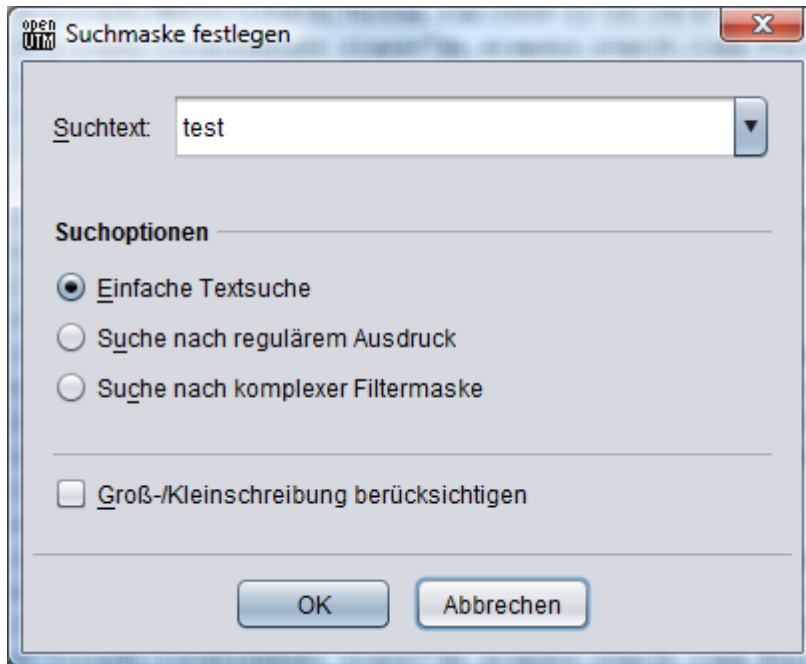 open UTM Suchmaske festlegen
Suchtext: test
Suchoptionen
Einfache Textsuche
Suche nach regulärem Ausdruck
Suche nach komplexer Filtermaske
Groß-/Kleinschreibung berücksichtigen
OK Abbrechen